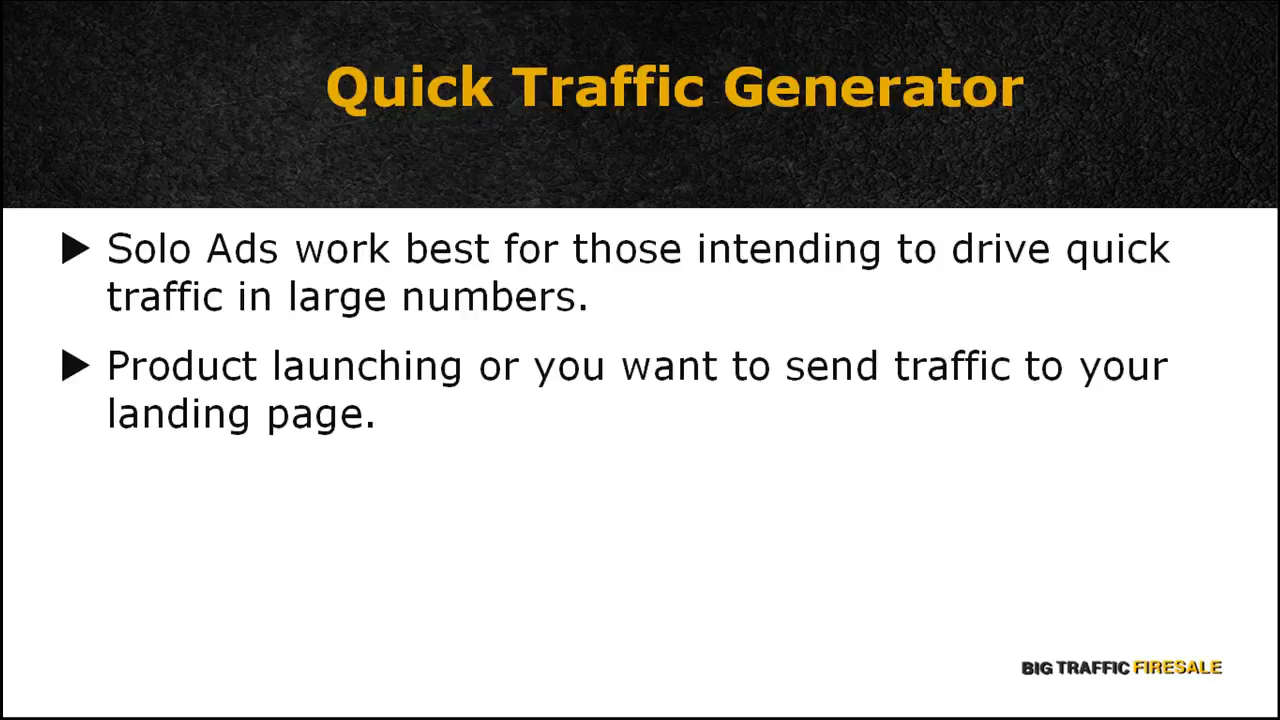 Quick Traffic Generator
▶ Solo Ads work best for those intending to drive quick
traffic in large numbers.
▶ Product launching or you want to send traffic to your
landing page.
BIG TRAFFIC FIRESALE